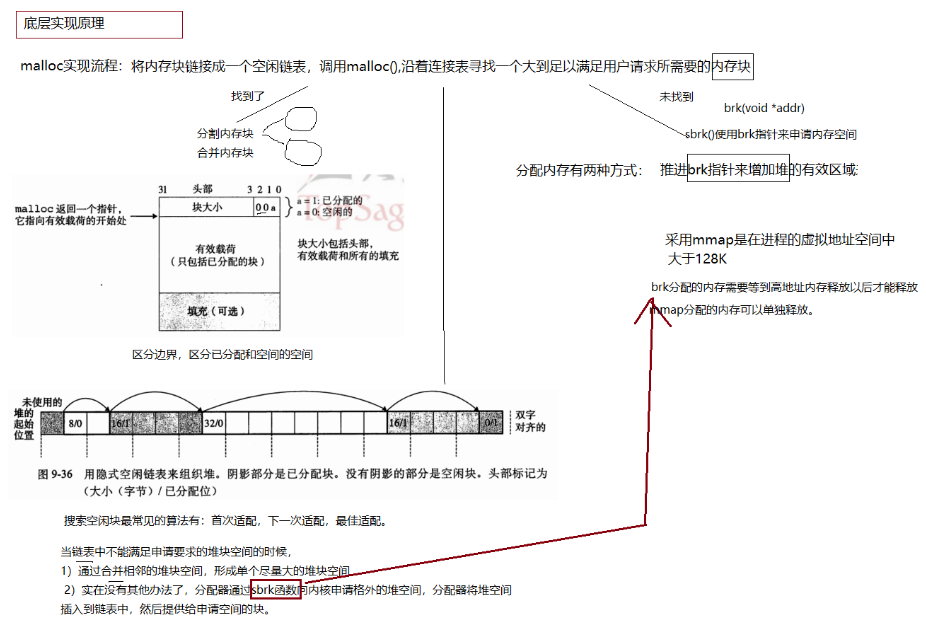 底层实现原理
malloc实现流程：将内存块链接成一个空闲链表，调用malloc(),沿着连接表寻找一个大到足以满足用户请求所需要的内存块
找到了
未找到
brk(void *addr)
分割内存块
sbrk()使用brk指针来申请内存空间
合并内存块
分配内存有两种方式：
推进brk指针来增加堆的有效区域:
31 头部 3 2 1 0
块大小
0 0 a
a = 1: 已分配的
a = 0: 空闲的
malloc 返回一个指针，
它指向有效载荷的开始处
TopSag
有效载荷
（只包括已分配的块）
块大小包括头部，
有效载荷和所有的填充
填充（可选）
采用mmap是在进程的虚拟地址空间中
大于128K
brk分配的内存需要等到高地址内存释放以后才能释放
mmap分配的内存可以单独释放。
区分边界，区分已分配和空间的空间
未使用的
堆的
起始
位置
8/0
16/1
32/0
16/1
0/1
双字
对齐的
图 9-36 用隐式空闲链表来组织堆。阴影部分是已分配块。没有阴影的部分是空闲块。头部标记为
（大小（字节）/ 已分配位）
搜索空闲块最常见的算法有：首次适配，下一次适配，最佳适配。
当链表中不能满足申请要求的堆块空间的时候，
1）通过合并相邻的堆块空间，形成单个尽量大的堆块空间
2）实在没有其他办法了，分配器通过sbrk函数向内核申请格外的堆空间，分配器将堆空间
插入到链表中，然后提供给申请空间的块。